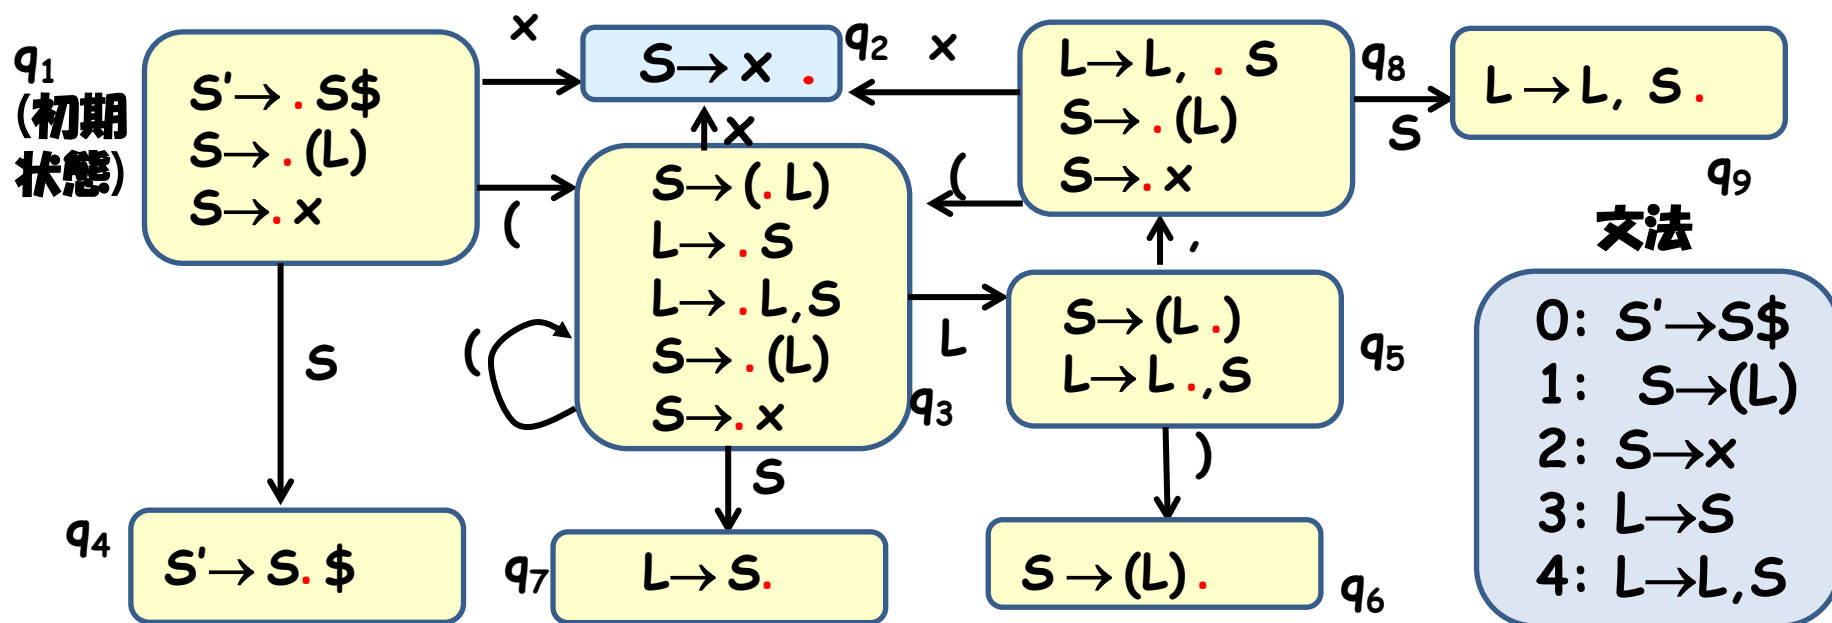 q1
(初期
状態)
S'→ . S$
S→ . (L)
S→. x
x
(
S
q4
S'→ S. $
S→ x .
q2
x
x
S→(. L)
L→ . S
L→ . L,S
S→ . (L)
S→. x
q3
(
S
q7
L→ S.
L
L→L, . S
S→ . (L)
S→. x
q8
(
S
L →L, S .
q9
,
S→ (L .)
L→L .,S
q5
)
S →(L) .
q6
文法
0: S'→S$
1: S→(L)
2: S→x
3: L→S
4: L→L,S